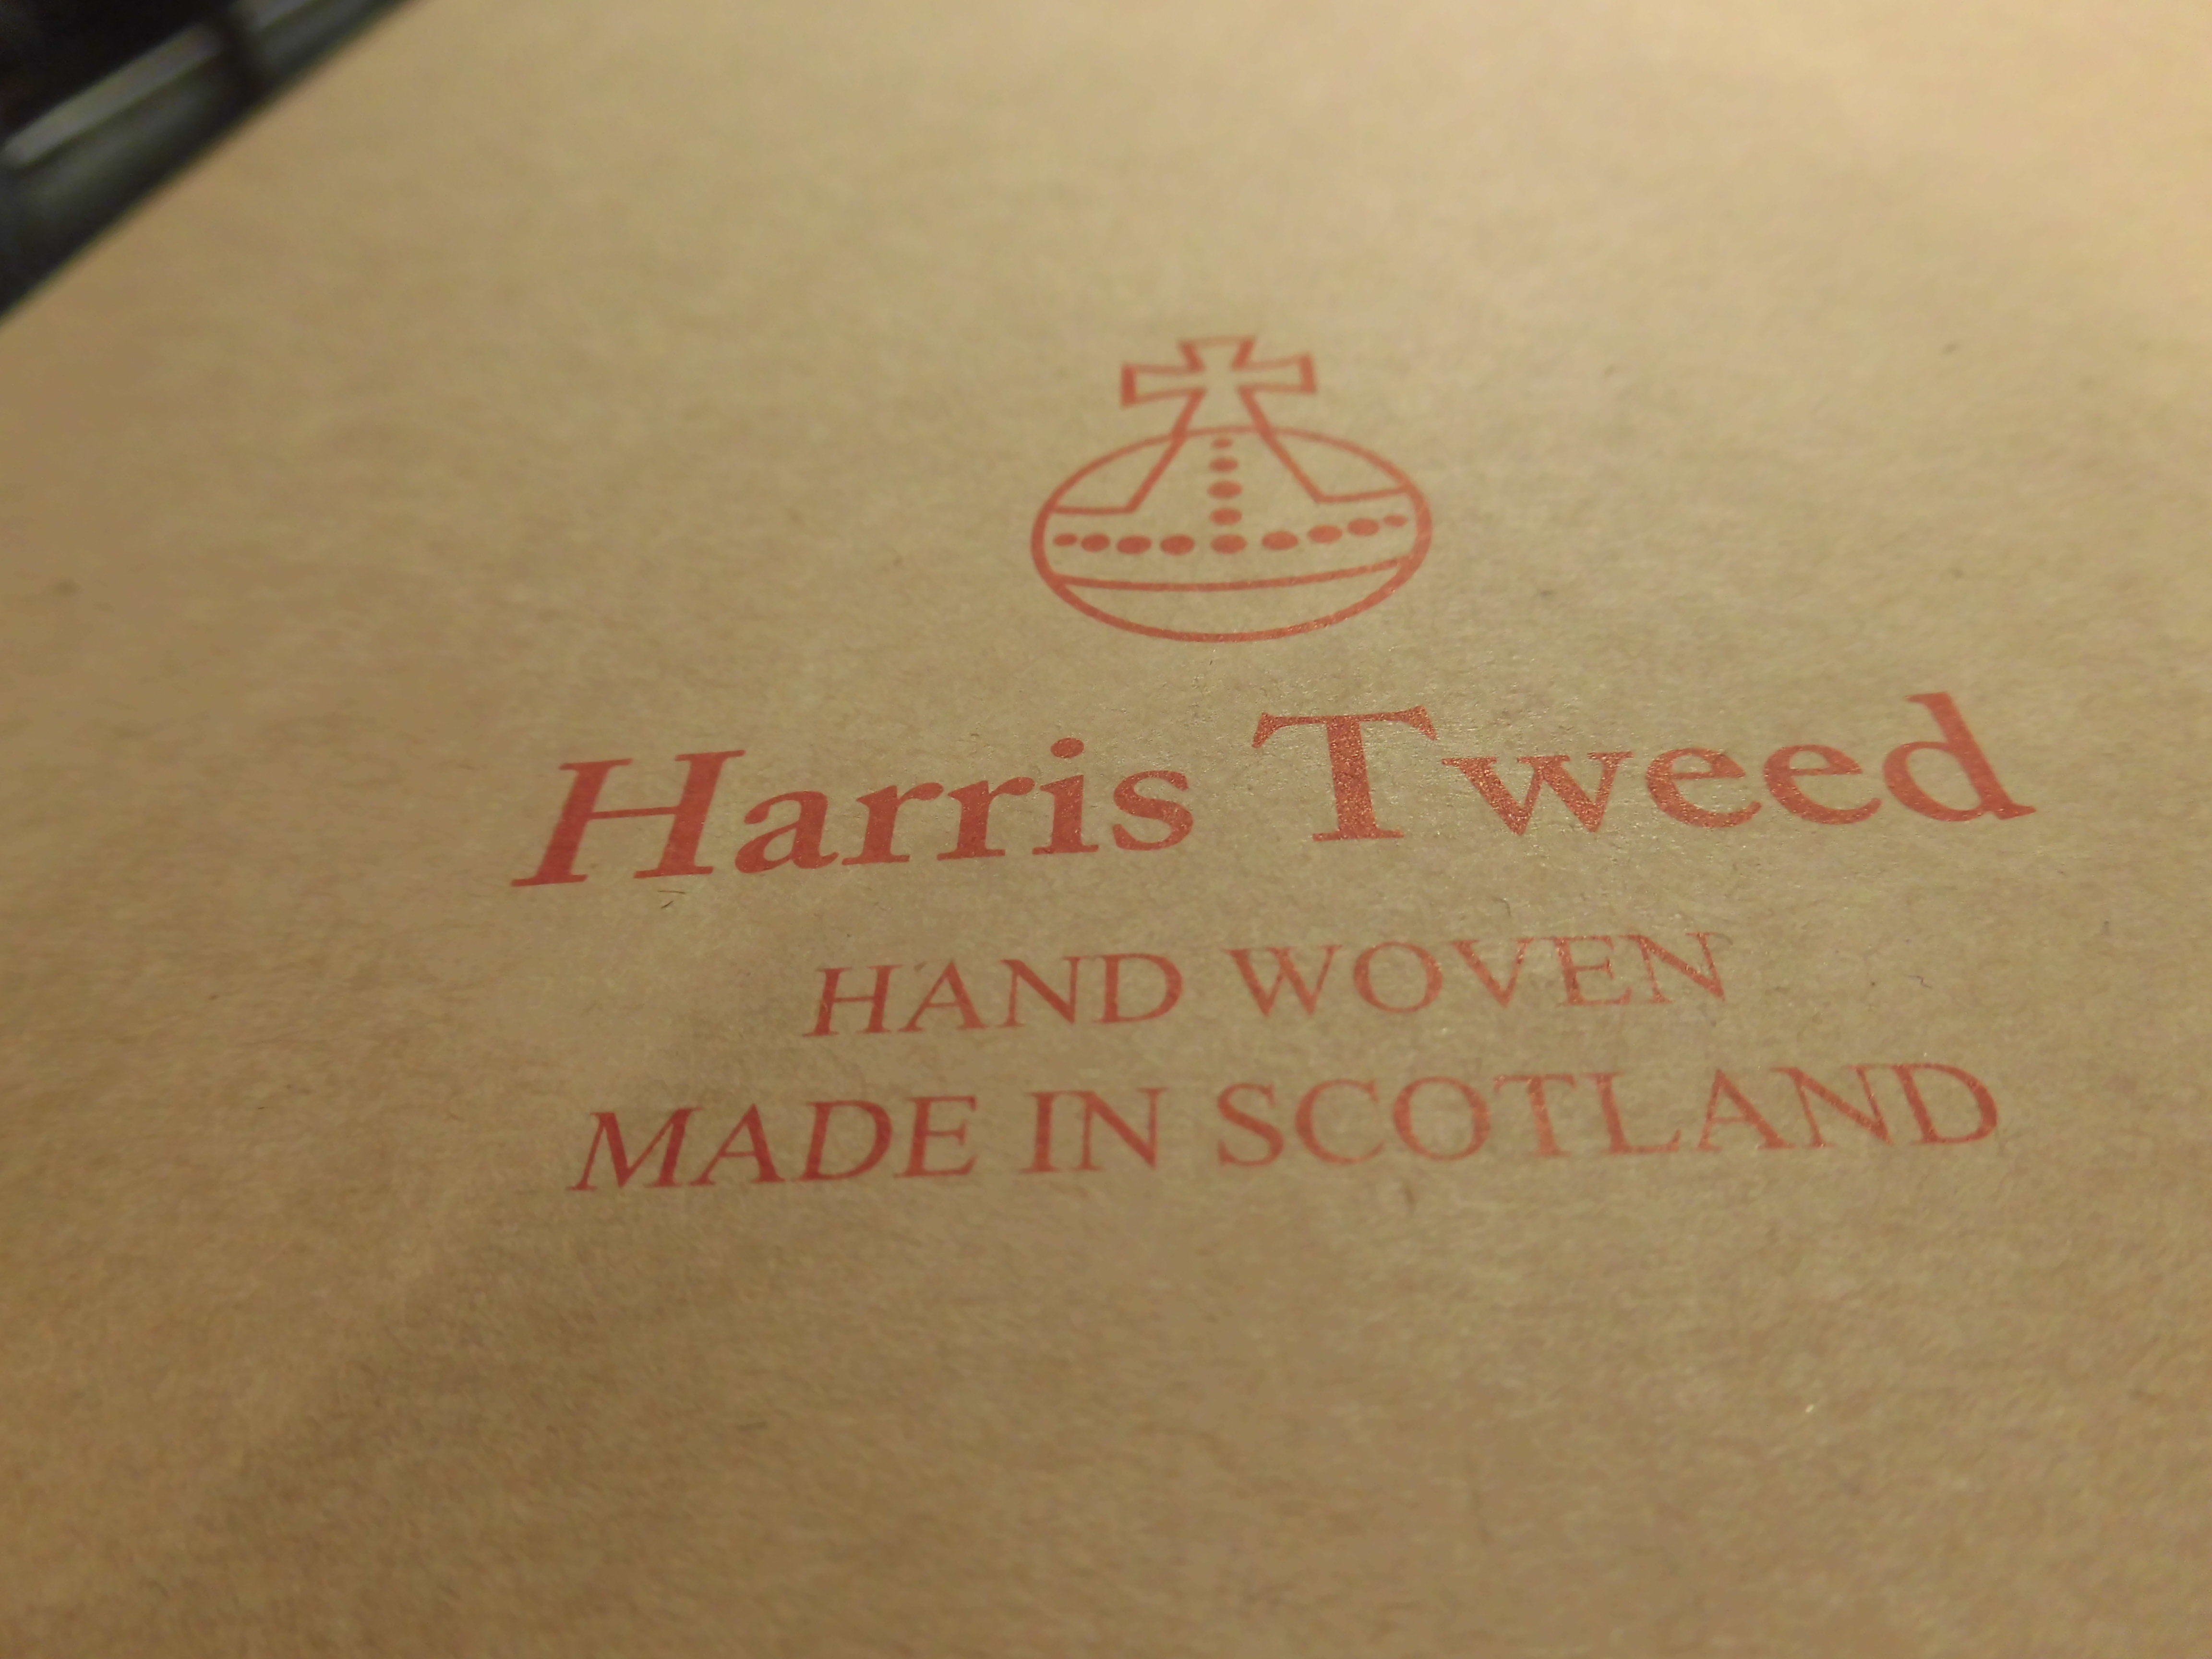 Harris Tweed
HAND WOVEN
MADE IN SCOTLAND